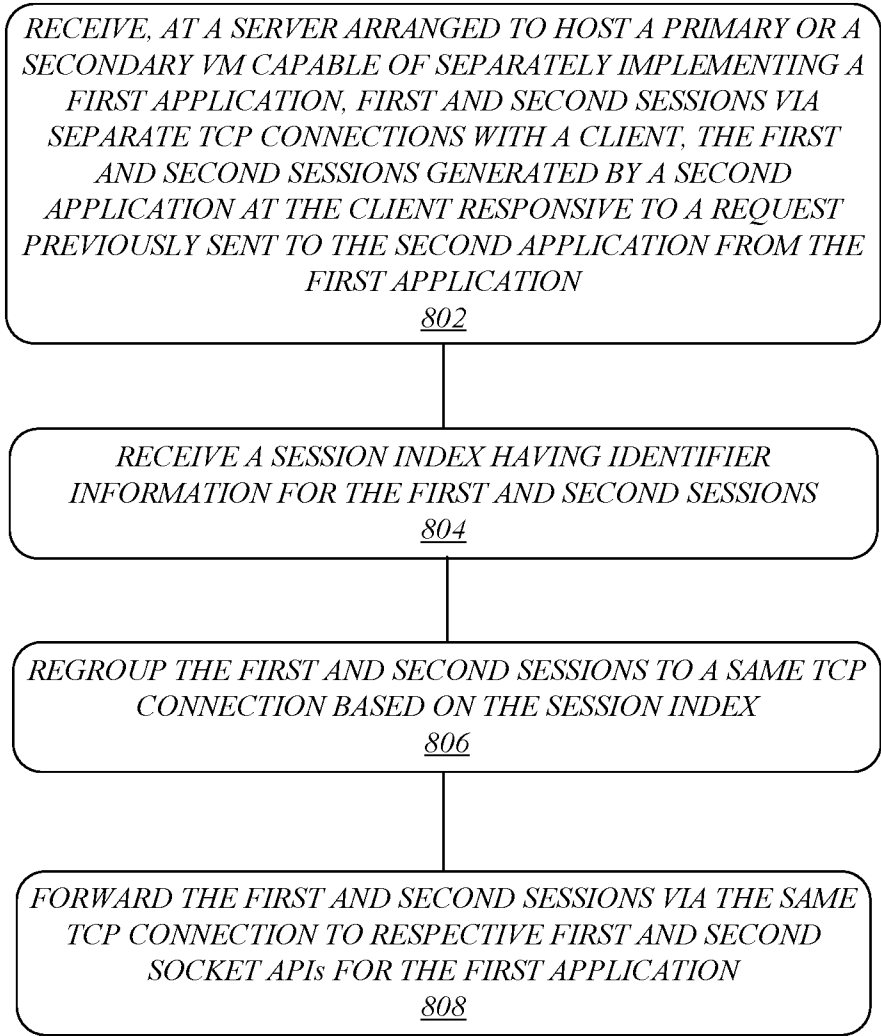 RECEIVE, AT A SERVER ARRANGED TO HOST A PRIMARY OR A
SECONDARY VM CAPABLE OF SEPARATELY IMPLEMENTING A
FIRST APPLICATION, FIRST AND SECOND SESSIONS VIA
SEPARATE TCP CONNECTIONS WITH A CLIENT, THE FIRST
AND SECOND SESSIONS GENERATED BY A SECOND
APPLICATION AT THE CLIENT RESPONSIVE TO A REQUEST
PREVIOUSLY SENT TO THE SECOND APPLICATION FROM THE
FIRST APPLICATION
802
RECEIVE A SESSION INDEX HAVING IDENTIFIER
INFORMATION FOR THE FIRST AND SECOND SESSIONS
804
REGROUP THE FIRST AND SECOND SESSIONS TO A SAME TCP
CONNECTION BASED ON THE SESSION INDEX
806
FORWARD THE FIRST AND SECOND SESSIONS VIA THE SAME
TCP CONNECTION TO RESPECTIVE FIRST AND SECOND
SOCKET APIs FOR THE FIRST APPLICATION
808